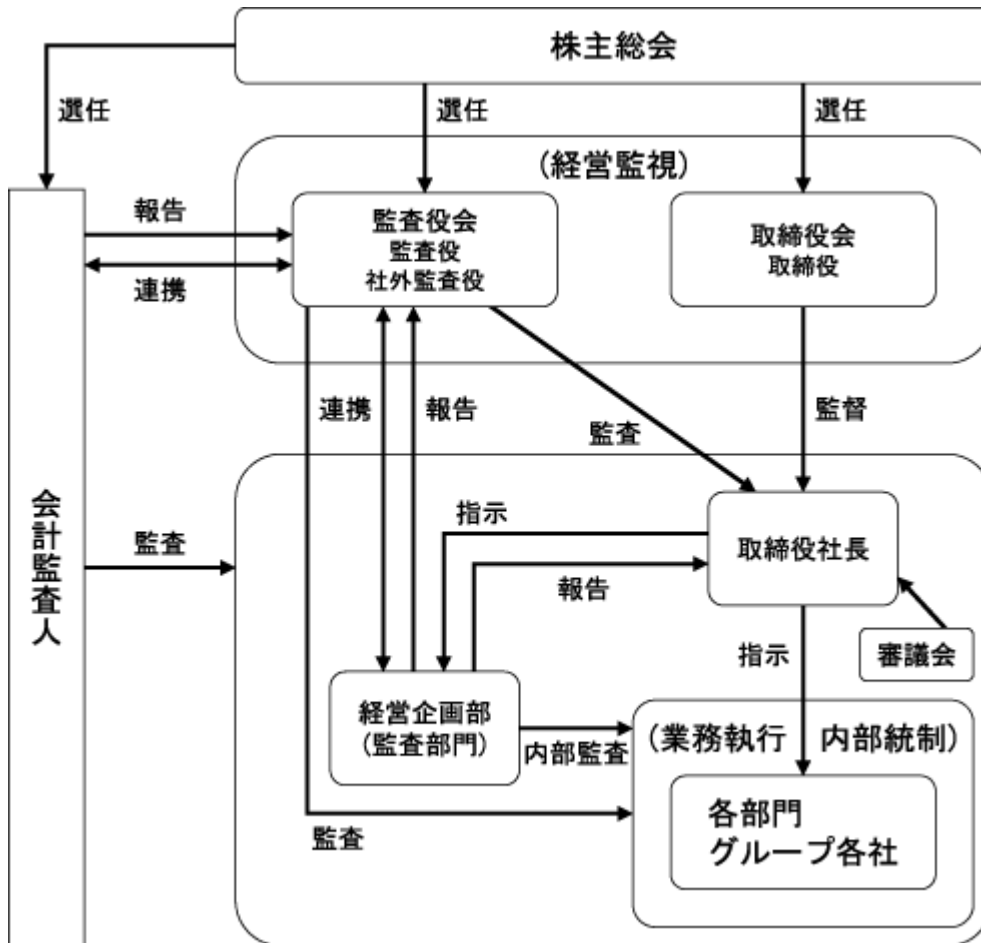 株主総会
選任
選任
選任
(経営監視)
報告
連携
監査役会
監査役
社外監査役
取締役会
取締役
連携
報告
監査
監督
会計監査人
監査
指示
報告
取締役社長
審議会
指示
経営企画部
(監査部門)
内部監査
(業務執行 内部統制)
監査
各部門
グループ各社